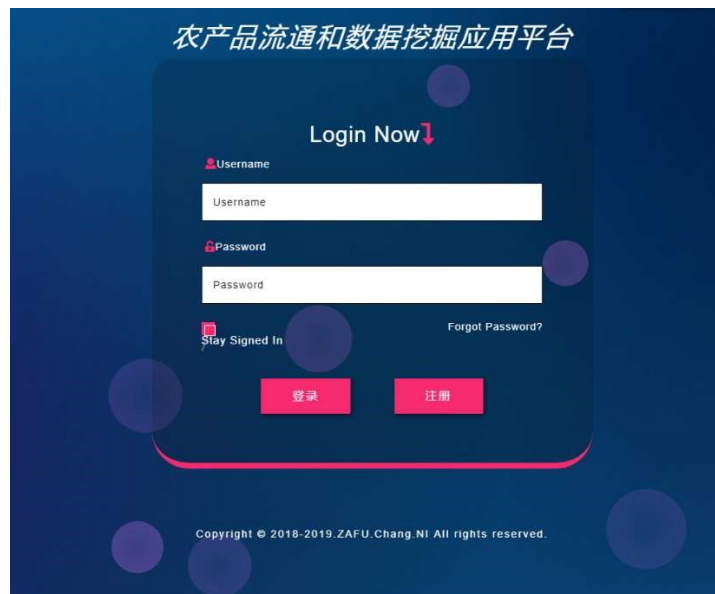 农产品流通和数据挖掘应用平台
Login Now
Username
Username
Password
Password
Forgot Password?
Stay Signed In
登录 注册
Copyright © 2018-2019.ZAFU.Chang.NI All rights reserved.